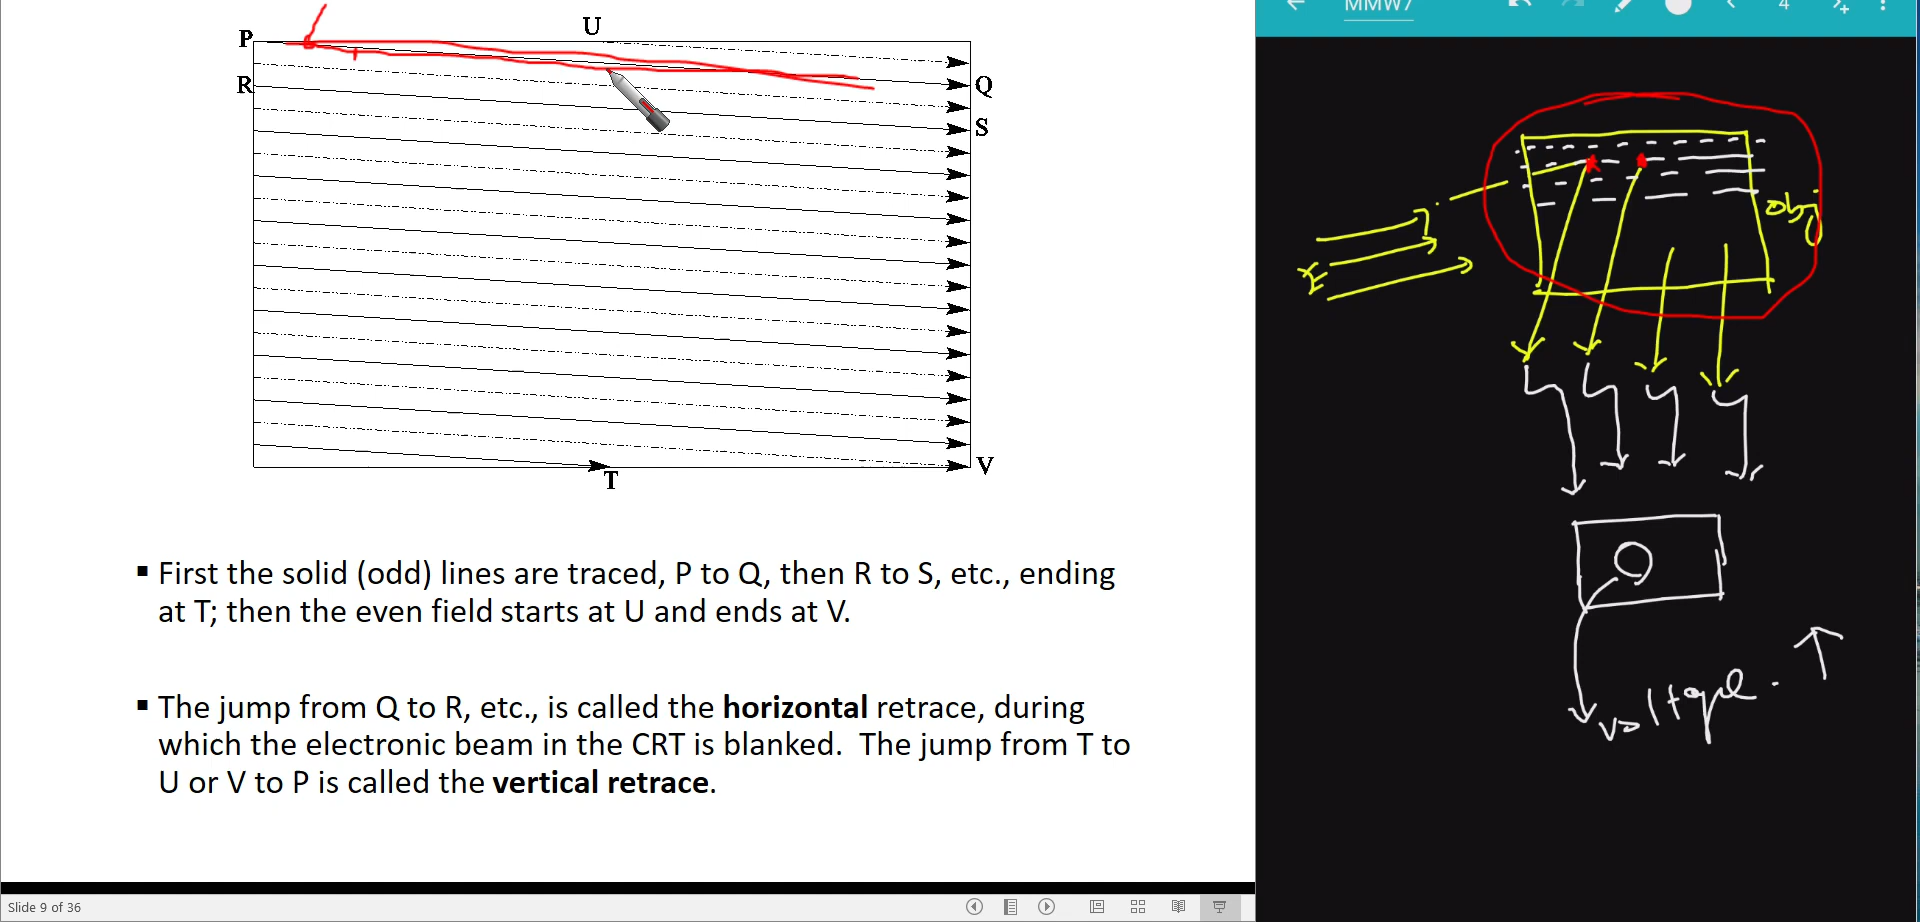 U
P
R
Q
S
T
V
▪ First the solid (odd) lines are traced, P to Q, then R to S, etc., ending
at T; then the even field starts at U and ends at V.
▪ The jump from Q to R, etc., is called the horizontal retrace, during
which the electronic beam in the CRT is blanked. The jump from T to
U or V to P is called the vertical retrace.
Slide 9 of 36
MMW7
4
obj
E
voltage.